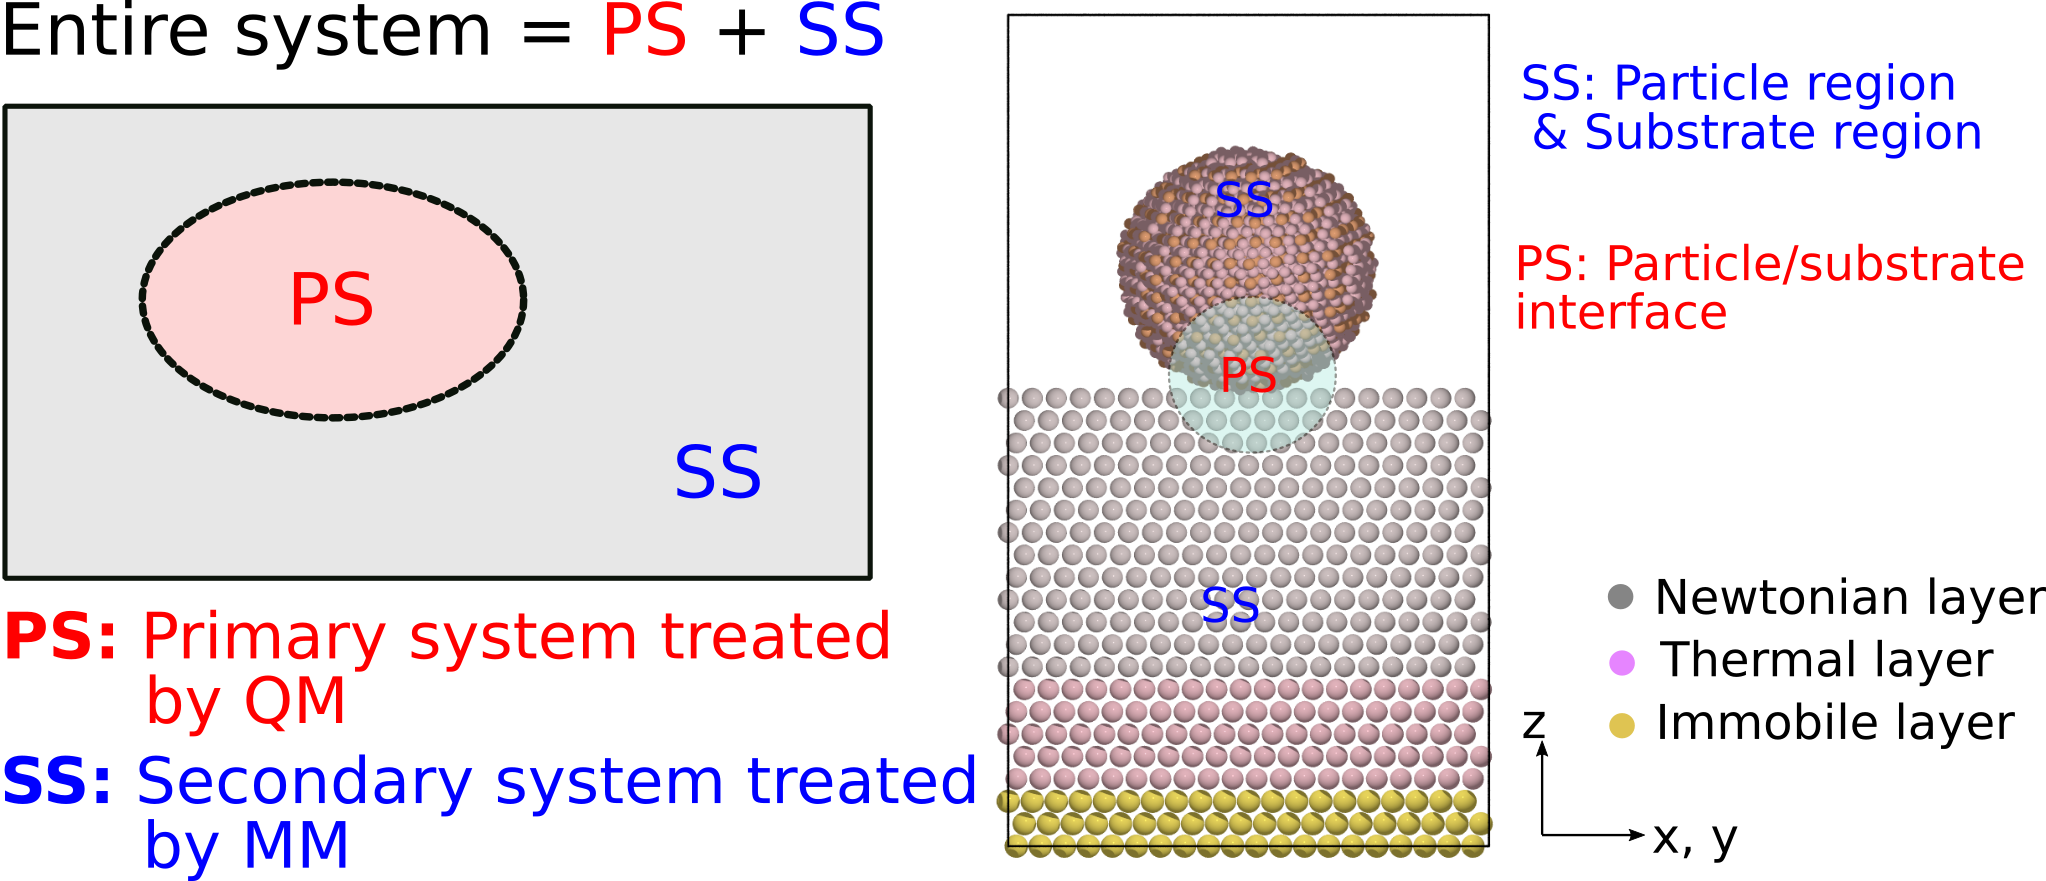 Entire system = PS + SS
PS
SS
PS: Primary system treated
by QM
SS: Secondary system treated
by MM
SS
PS
SS
SS: Particle region
& Substrate region
PS: Particle/substrate
interface
Newtonian layer
Thermal layer
Immobile layer
z
x, y